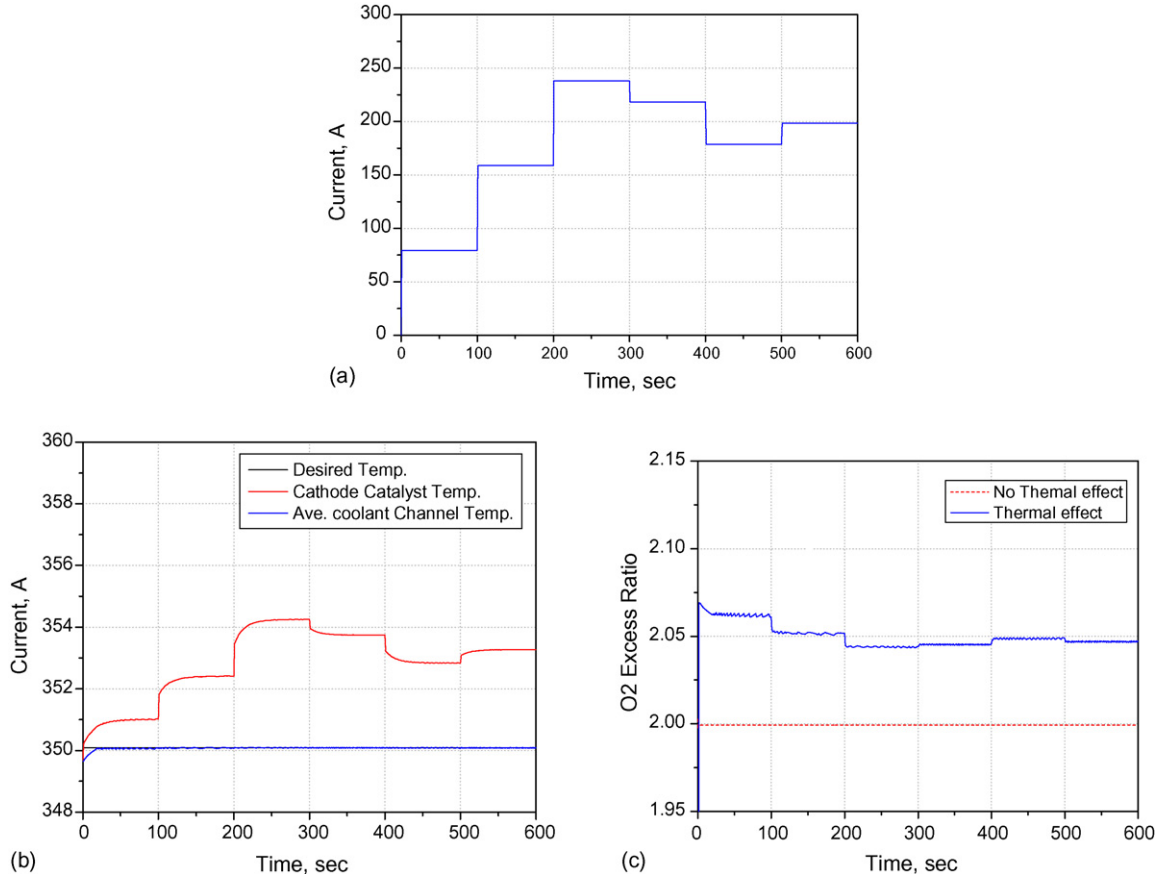 300
250
200
150
100
50
0
Current, A
0 100 200 300 400 500 600
Time, sec
(a)
360
358
356
354
352
350
348
Current, A
Desired Temp.
Cathode Catalyst Temp.
Ave. coolant Channel Temp.
0 100 200 300 400 500 600
Time, sec
(b)
2.15
2.10
2.05
2.00
1.95
O2 Excess Ratio
No Themal effect
Thermal effect
0 100 200 300 400 500 600
Time, sec
(c)